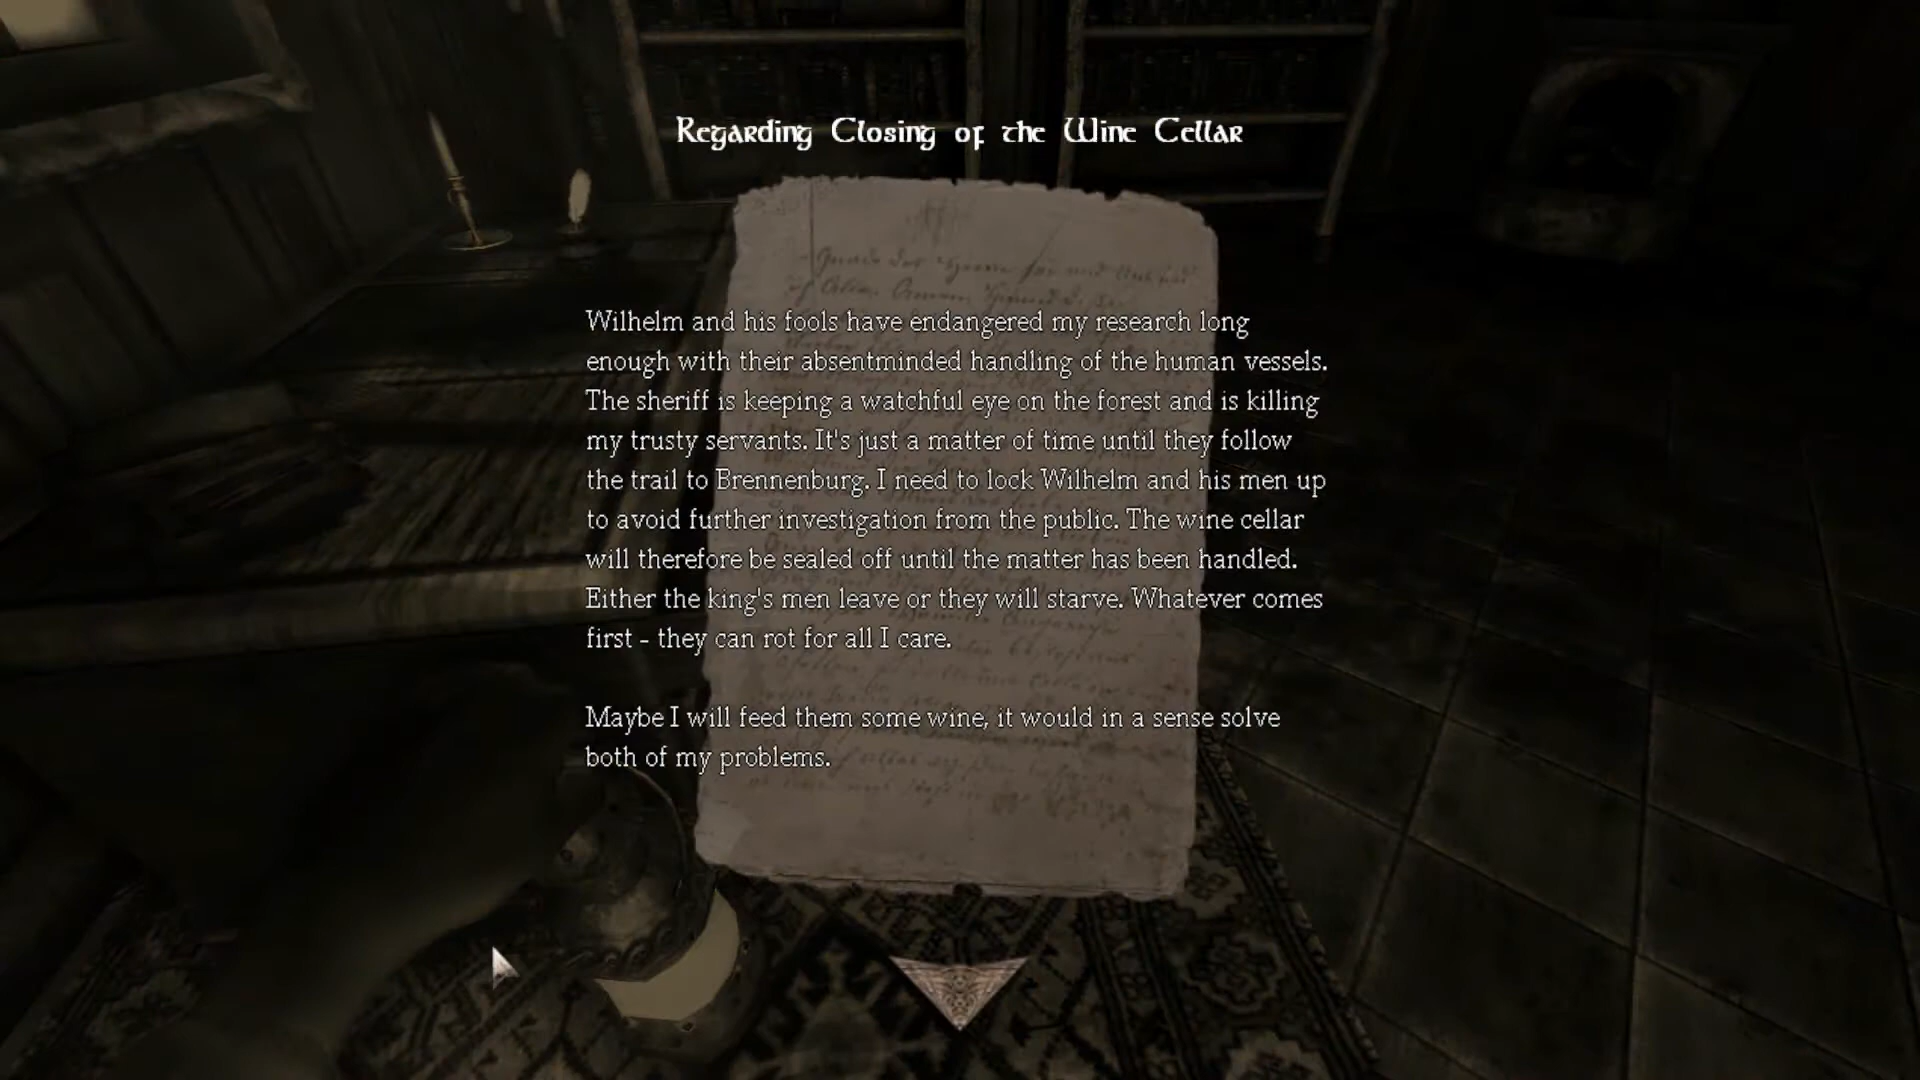 Regarding Closing of the Wine Cellar
Wilhelm and his fools have endangered my research long
enough with their absentminded handling of the human vessels.
The sheriff is keeping a watchful eye on the forest and is killing
my trusty servants. It's just a matter of time until they follow
the trail to Brennenburg. I need to lock Wilhelm and his men up
to avoid further investigation from the public. The wine cellar
will therefore be sealed off until the matter has been handled.
Either the king's men leave or they will starve. Whatever comes
first - they can rot for all I care.
Maybe I will feed them some wine, it would in a sense solve
both of my problems.